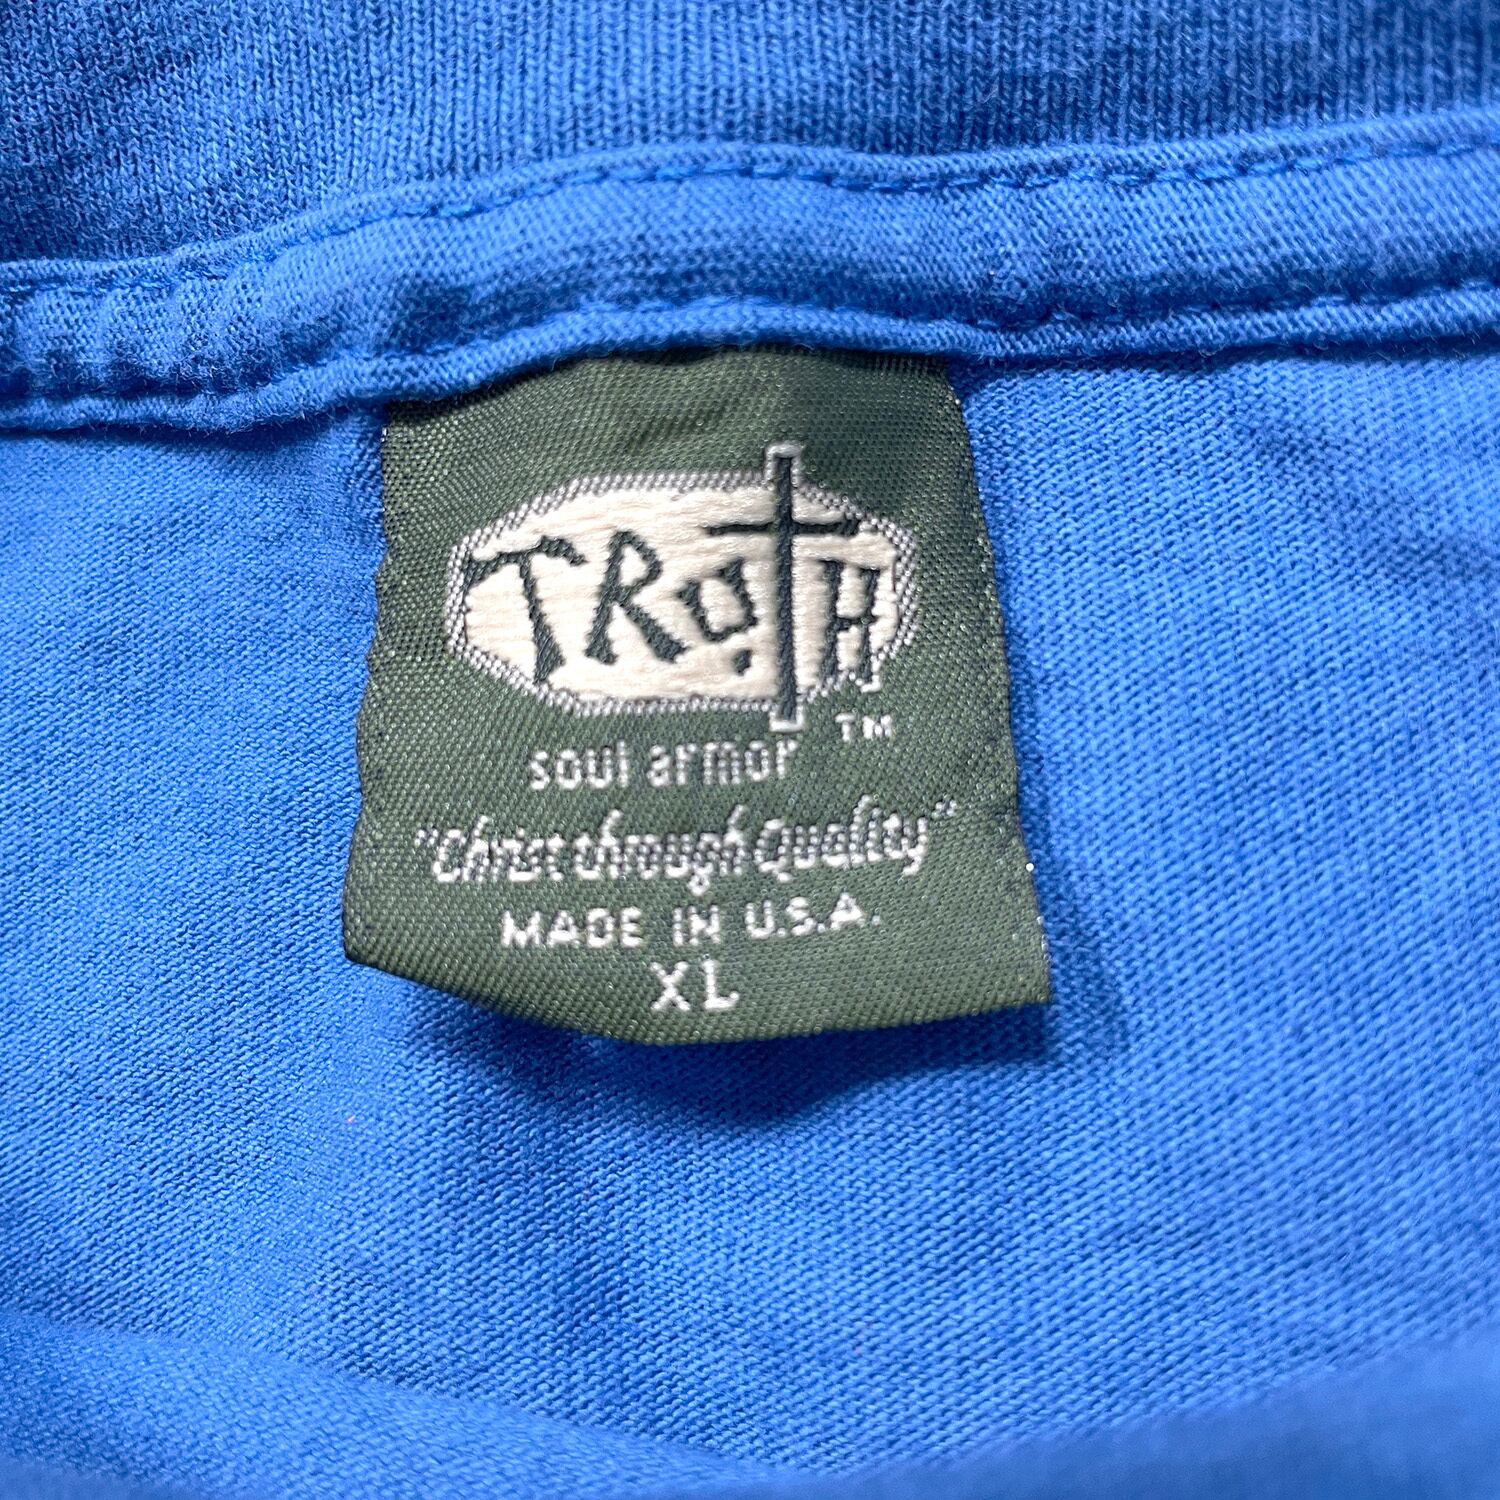 TRUTH
TM
soul armor
"Christ through Quality"
MADE IN U.S.A.
XL